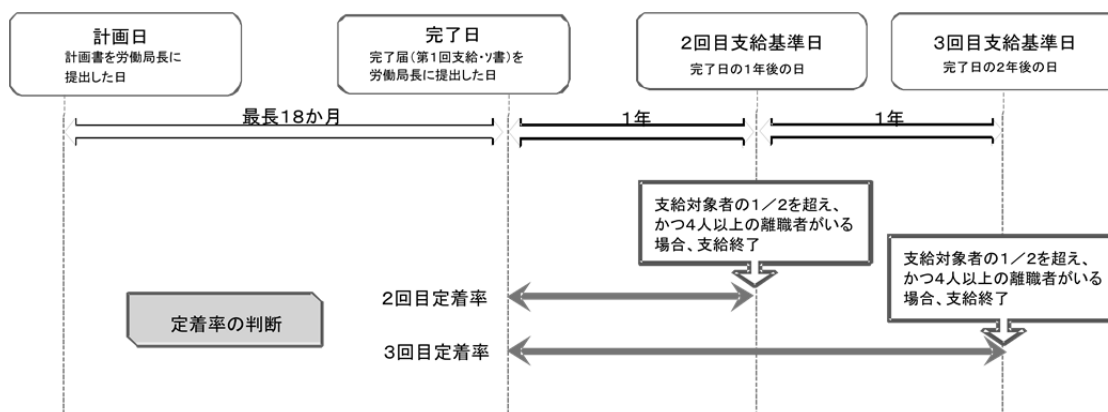 計画日
計画書を労働局長に
提出した日
完了日
完了届(第1回支給・ソ書)を
労働局長に提出した日
2回目支給基準日
完了日の1年後の日
3回目支給基準日
完了日の2年後の日
最長18か月
1年
1年
支給対象者の1/2を超え、
かつ4人以上の離職者がいる
場合、支給終了
支給対象者の1/2を超え、
かつ4人以上の離職者がいる
場合、支給終了
2回目定着率
定着率の判断
3回目定着率